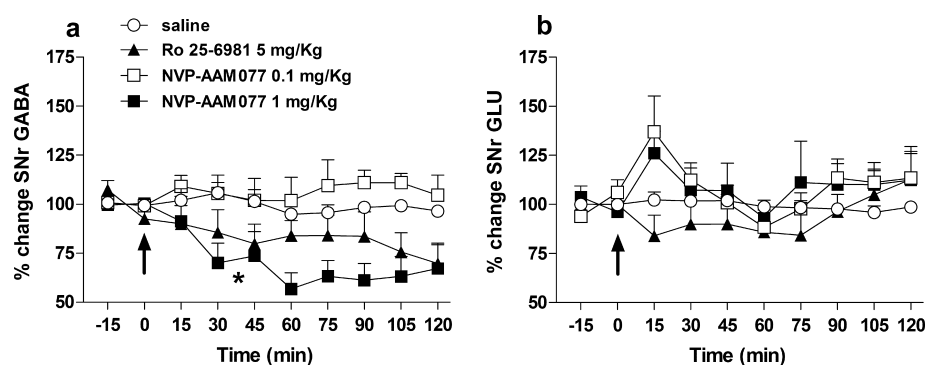 a
saline
Ro 25-6981 5 mg/Kg
NVP-AAM077 0.1 mg/Kg
NVP-AAM077 1 mg/Kg
% change SNr GABA
175
150
125
100
75
50
*
-15 0 15 30 45 60 75 90 105 120
Time (min)
b
% change SNr GLU
175
150
125
100
75
50
-15 0 15 30 45 60 75 90 105 120
Time (min)